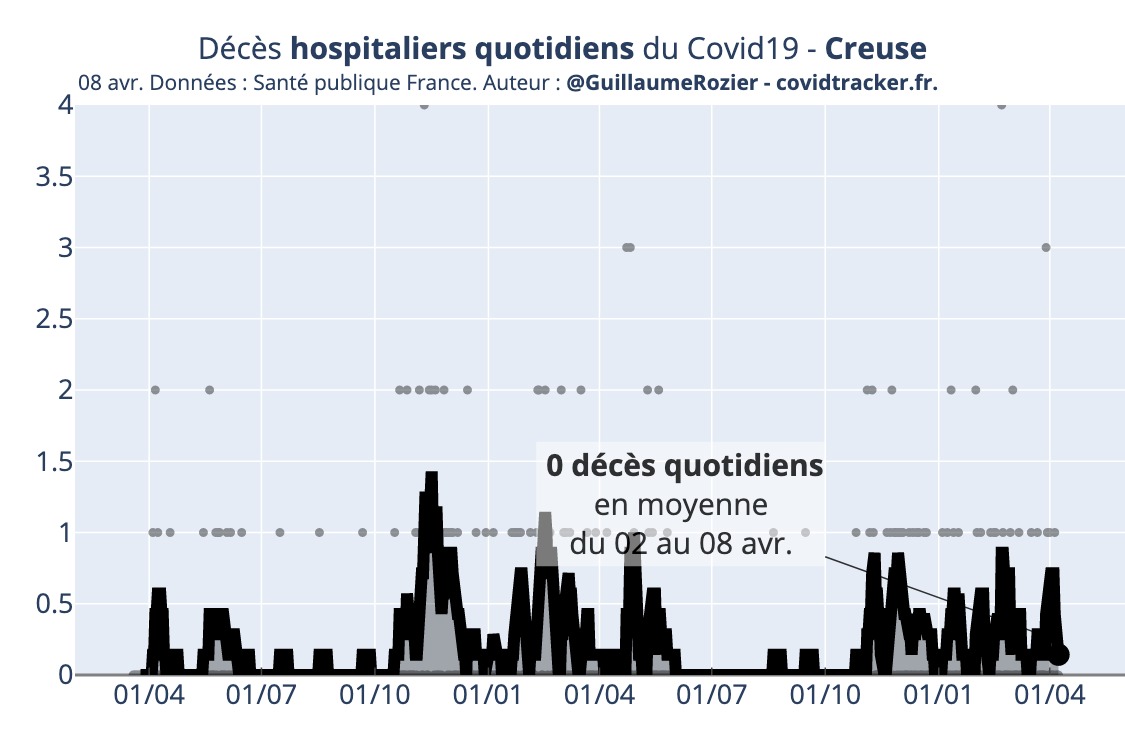 Décès hospitaliers quotidiens du Covid19 - Creuse
08 avr. Données : Santé publique France. Auteur : @GuillaumeRozier - covidtracker.fr.
4
3.5
3
2.5
2
1.5
1
0.5
0
0 décès quotidiens
en moyenne
du 02 au 08 avr.
01/04 01/07 01/10 01/01 01/04 01/07 01/10 01/01 01/04